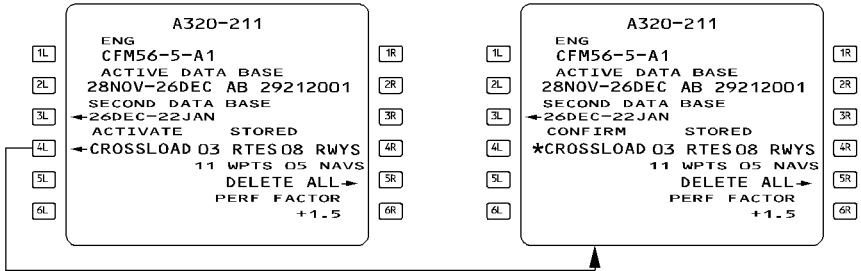 A320-211
ENG
1L CFM56-5-A1 1R
ACTIVE DATA BASE
2L 28NOV-26DEC AB 29212001 2R
SECOND DATA BASE
3L ←26DEC-22JAN 3R
ACTIVATE STORED
4L ←CROSSLOAD 03 RTES 08 RWYS 4R
11 WPTS 05 NAVS
5L DELETE ALL→ 5R
PERF FACTOR
6L +1.5 6R
A320-211
ENG
1L CFM56-5-A1 1R
ACTIVE DATA BASE
2L 28NOV-26DEC AB 29212001 2R
SECOND DATA BASE
3L ←26DEC-22JAN 3R
CONFIRM STORED
4L *CROSSLOAD 03 RTES 08 RWYS 4R
11 WPTS 05 NAVS
5L DELETE ALL→ 5R
PERF FACTOR
6L +1.5 6R